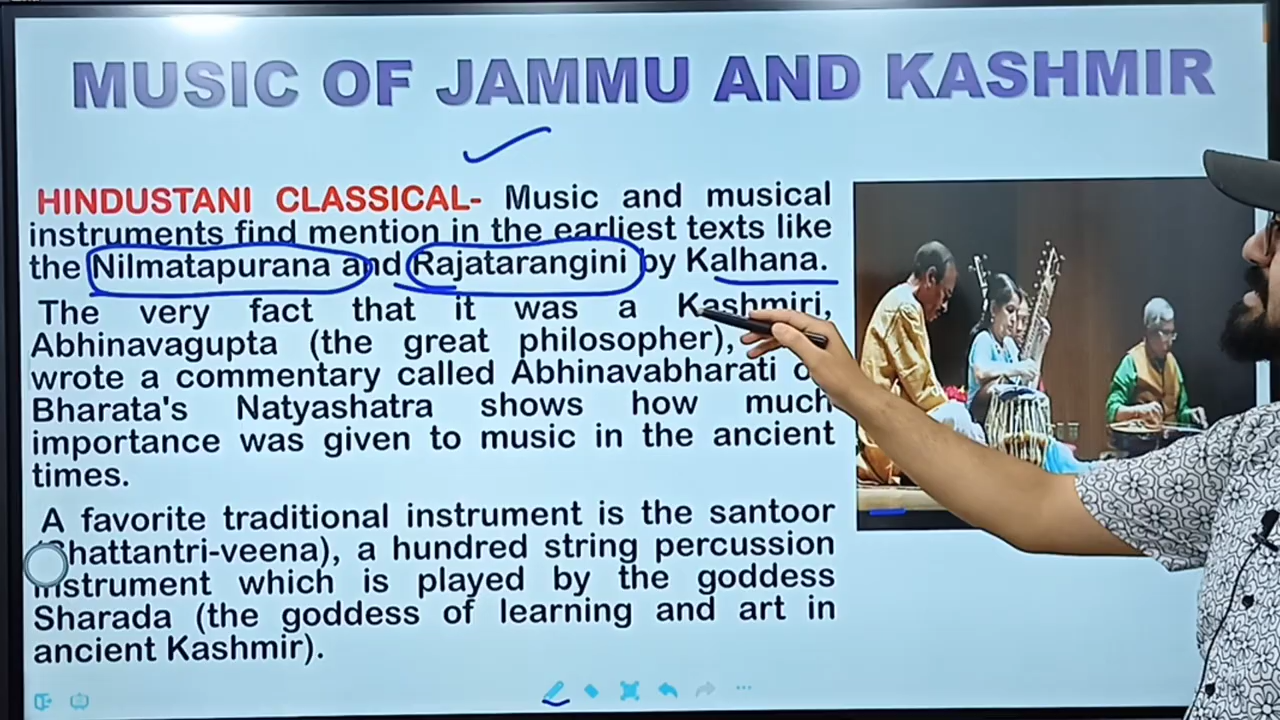 MUSIC OF JAMMU AND KASHMIR
HINDUSTANI CLASSICAL- Music and musical
instruments find mention in the earliest texts like
the Nilmatapurana and Rajatarangini by Kalhana.
The very fact that it was a Kashmiri,
Abhinavagupta (the great philosopher),
wrote a commentary called Abhinavabharati
Bharata's Natyashatra shows how much
importance was given to music in the ancient
times.
A favorite traditional instrument is the santoor
hattantri-veena), a hundred string percussion
instrument which is played by the goddess
Sharada (the goddess of learning and art in
ancient Kashmir).